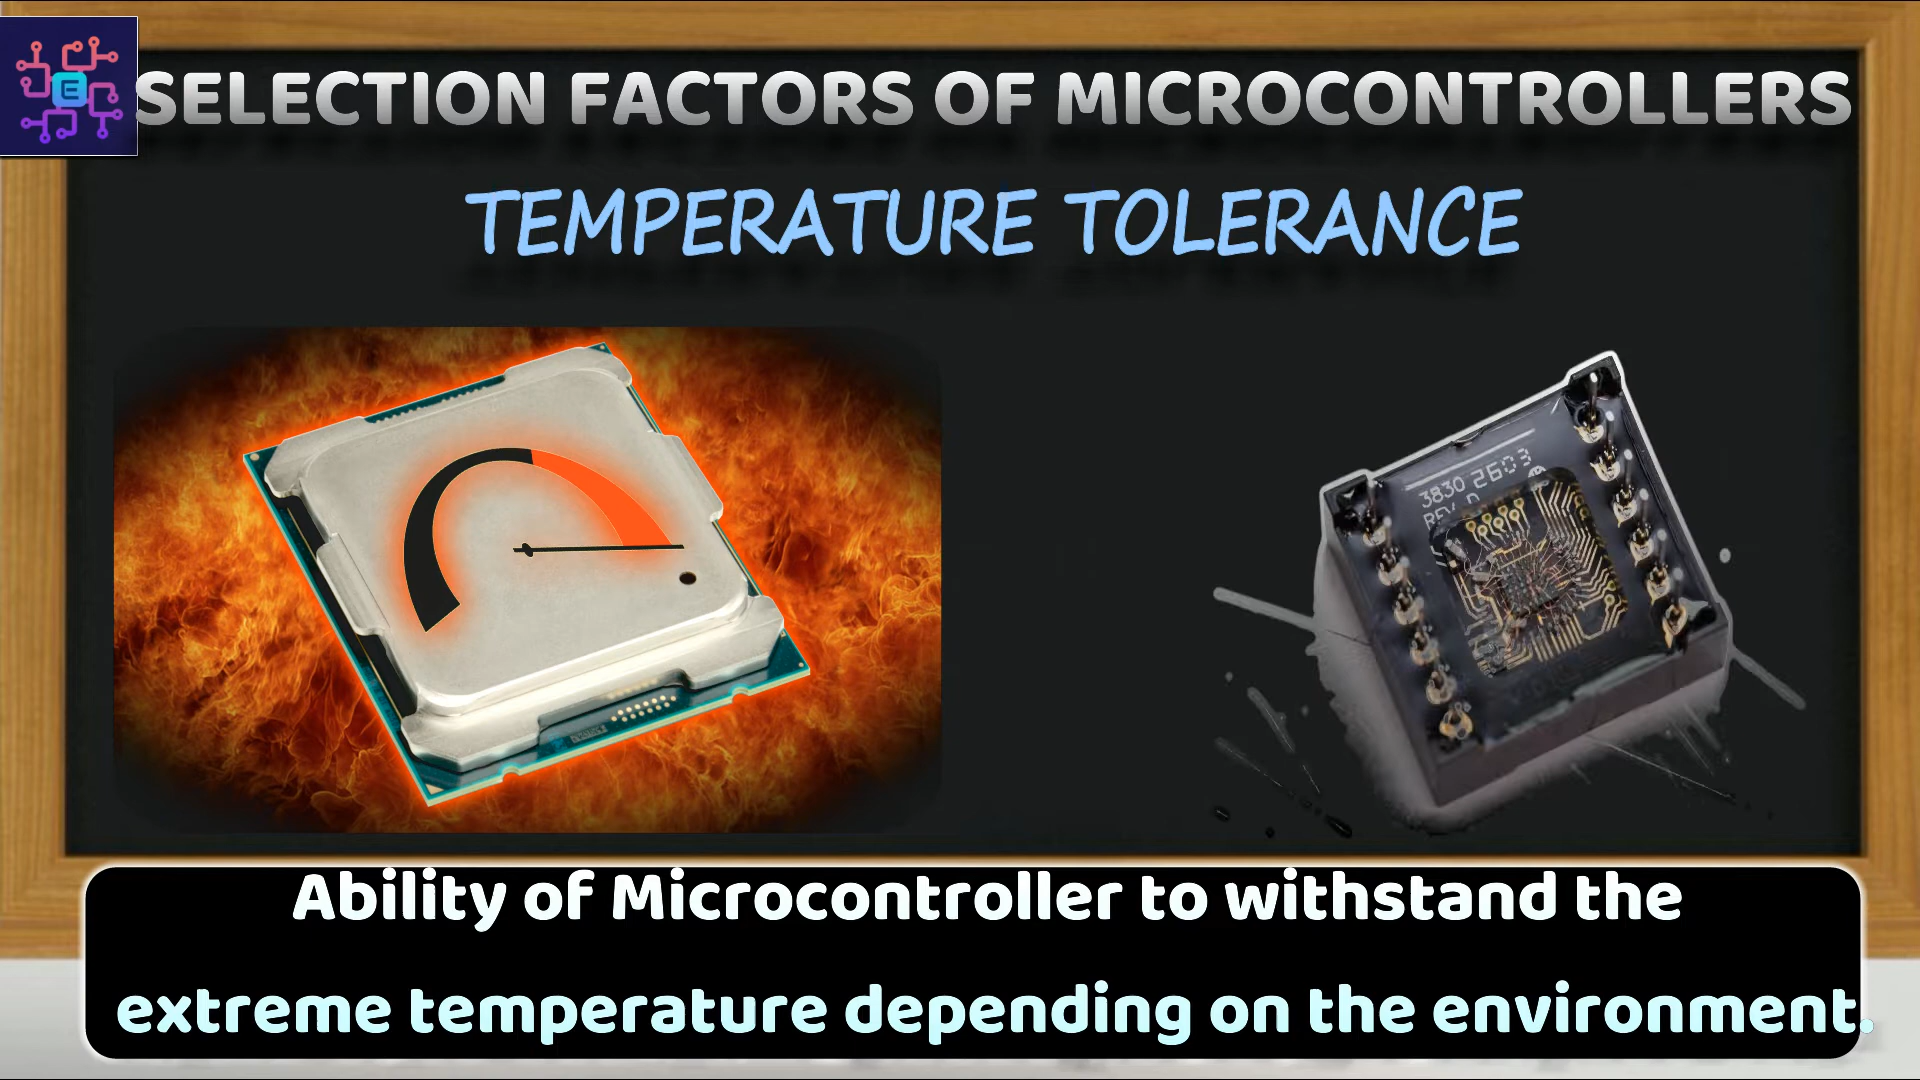 E
SELECTION FACTORS OF MICROCONTROLLERS
TEMPERATURE TOLERANCE
3830 2603
REV D
Ability of Microcontroller to withstand the
extreme temperature depending on the environment.